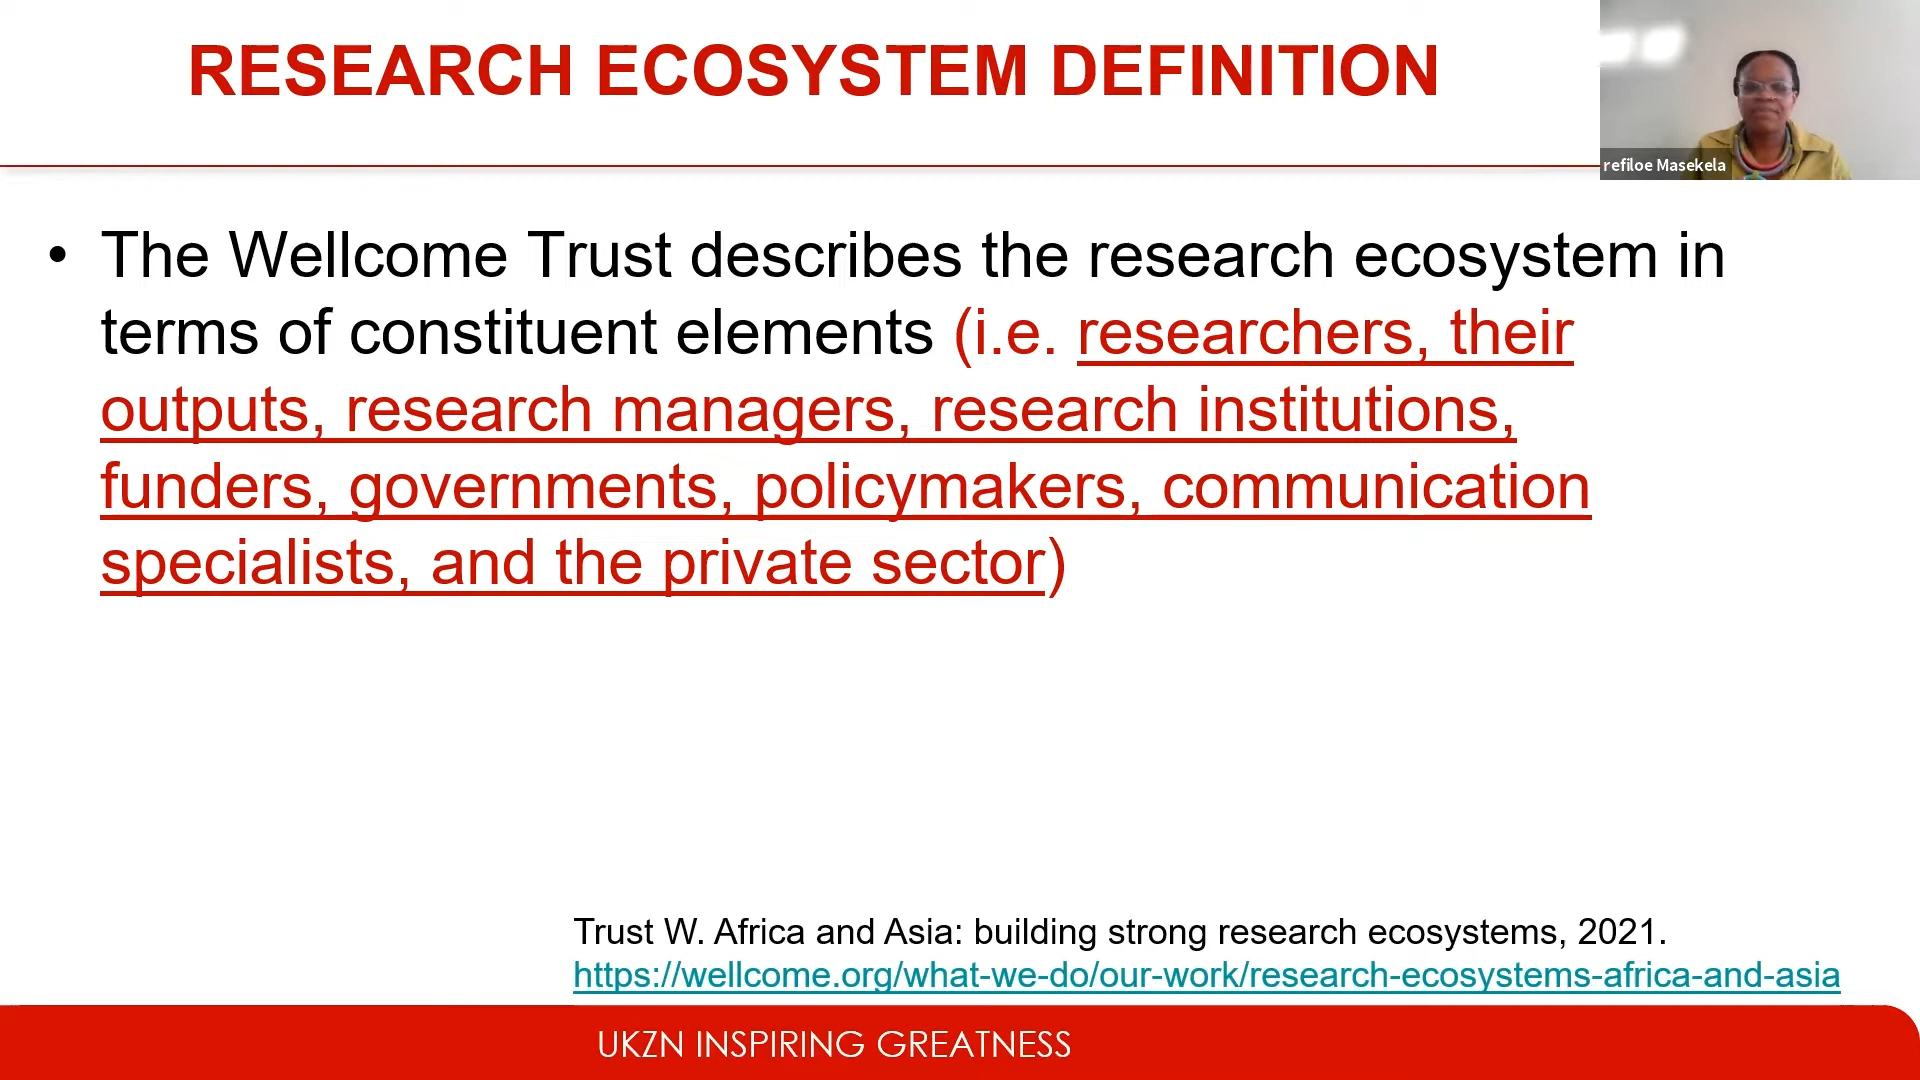 RESEARCH ECOSYSTEM DEFINITION
refiloe Masekela
• The Wellcome Trust describes the research ecosystem in
terms of constituent elements (i.e. researchers, their
outputs, research managers, research institutions,
funders, governments, policymakers, communication
specialists, and the private sector)
Trust W. Africa and Asia: building strong research ecosystems, 2021.
https://wellcome.org/what-we-do/our-work/research-ecosystems-africa-and-asia
UKZN INSPIRING GREATNESS